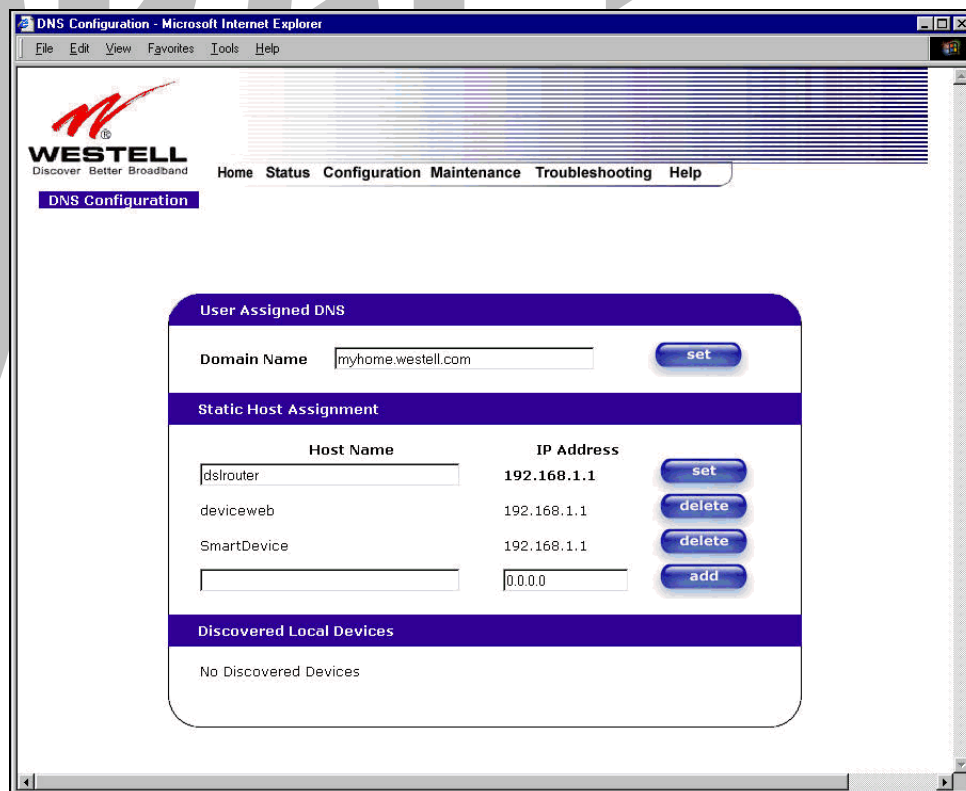 DNS Configuration - Microsoft Internet Explorer
File Edit View Favorites Tools Help
WESTELL ®
Discover Better Broadband
Home Status Configuration Maintenance Troubleshooting Help
DNS Configuration
User Assigned DNS
Domain Name myhome.westell.com set
Static Host Assignment
Host Name IP Address
dslrouter 192.168.1.1 set
deviceweb 192.168.1.1 delete
SmartDevice 192.168.1.1 delete
0.0.0.0 add
Discovered Local Devices
No Discovered Devices